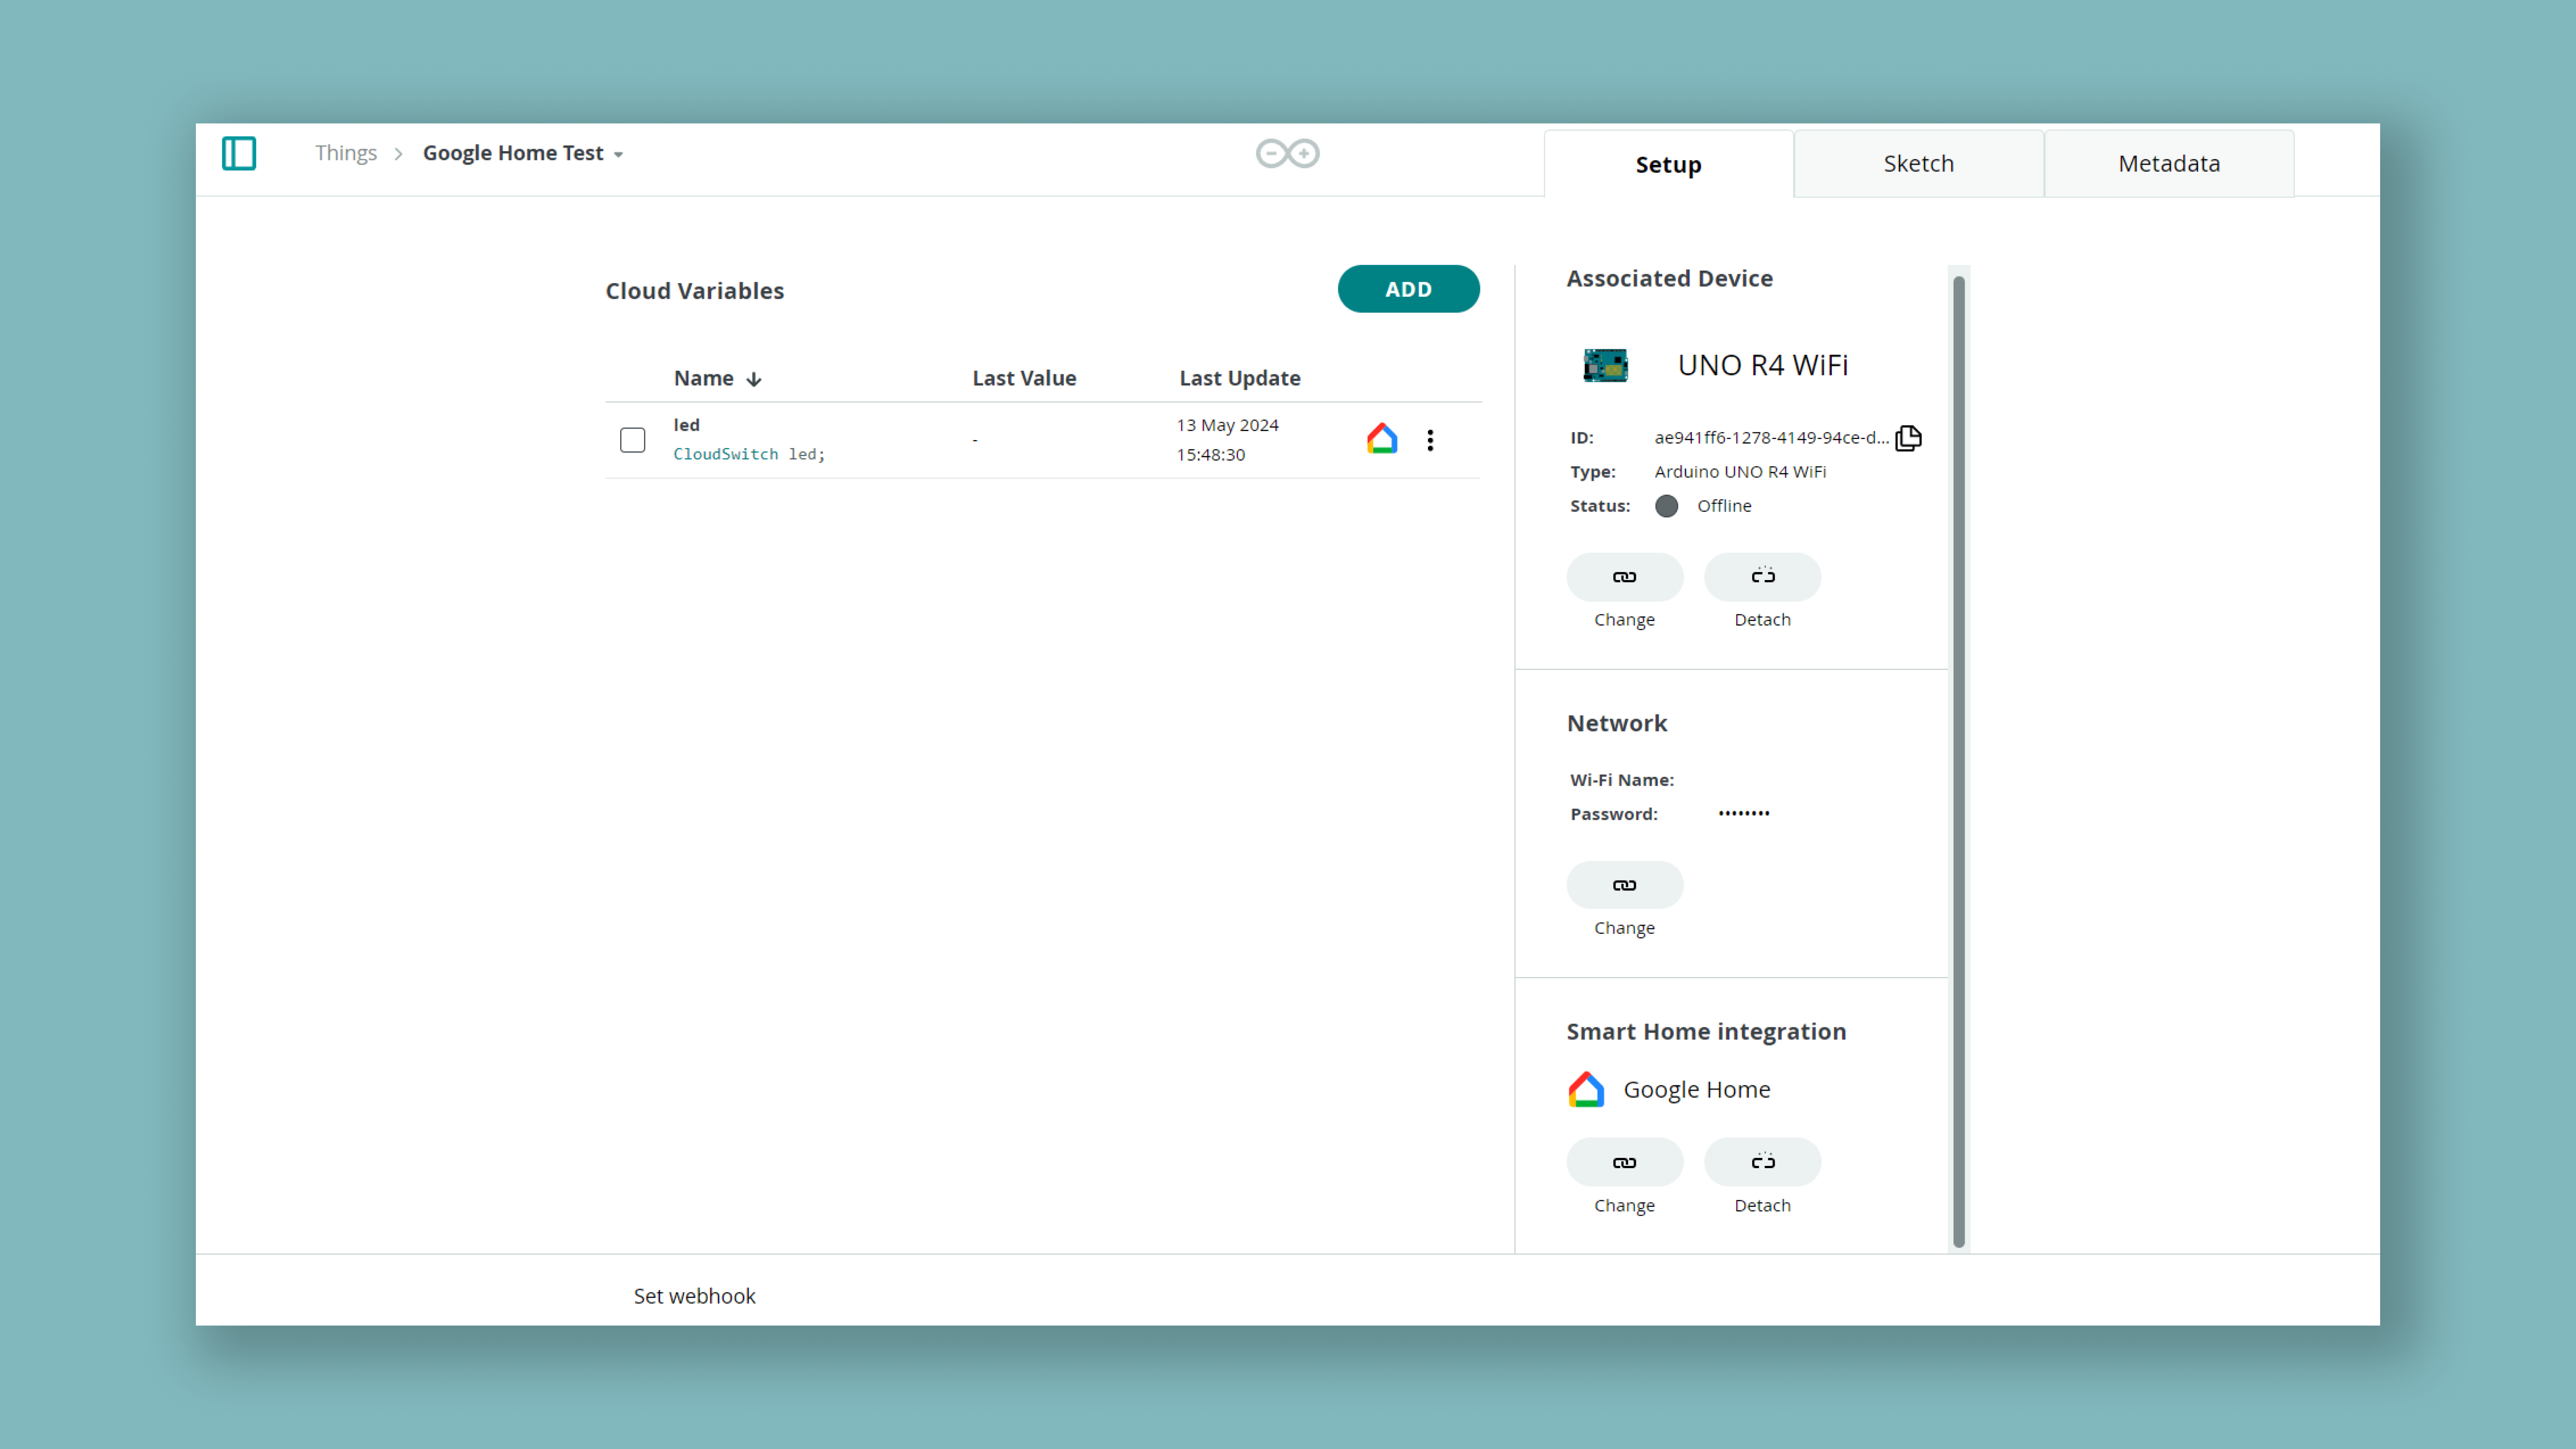 Things > Google Home Test
Setup
Sketch
Metadata
Cloud Variables
ADD
Name ↓ Last Value Last Update
led
CloudSwitch led;
-
13 May 2024
15:48:30
Associated Device
UNO R4 WiFi
ID: ae941ff6-1278-4149-94ce-d...
Type: Arduino UNO R4 WiFi
Status: Offline
Change Detach
Network
Wi-Fi Name:
Password: ••••••••
Change
Smart Home integration
Google Home
Change Detach
Set webhook